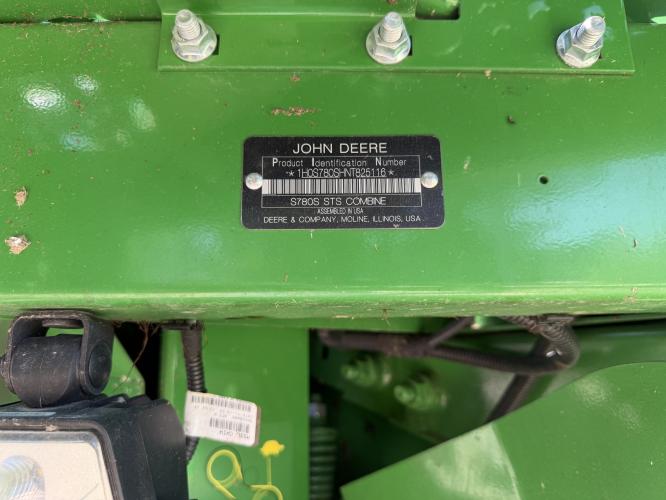 JOHN DEERE
Product Identification Number
*1H0S780SHNT825116*
S780S STS COMBINE
ASSEMBLED IN USA
DEERE & COMPANY, MOLINE, ILLINOIS, USA